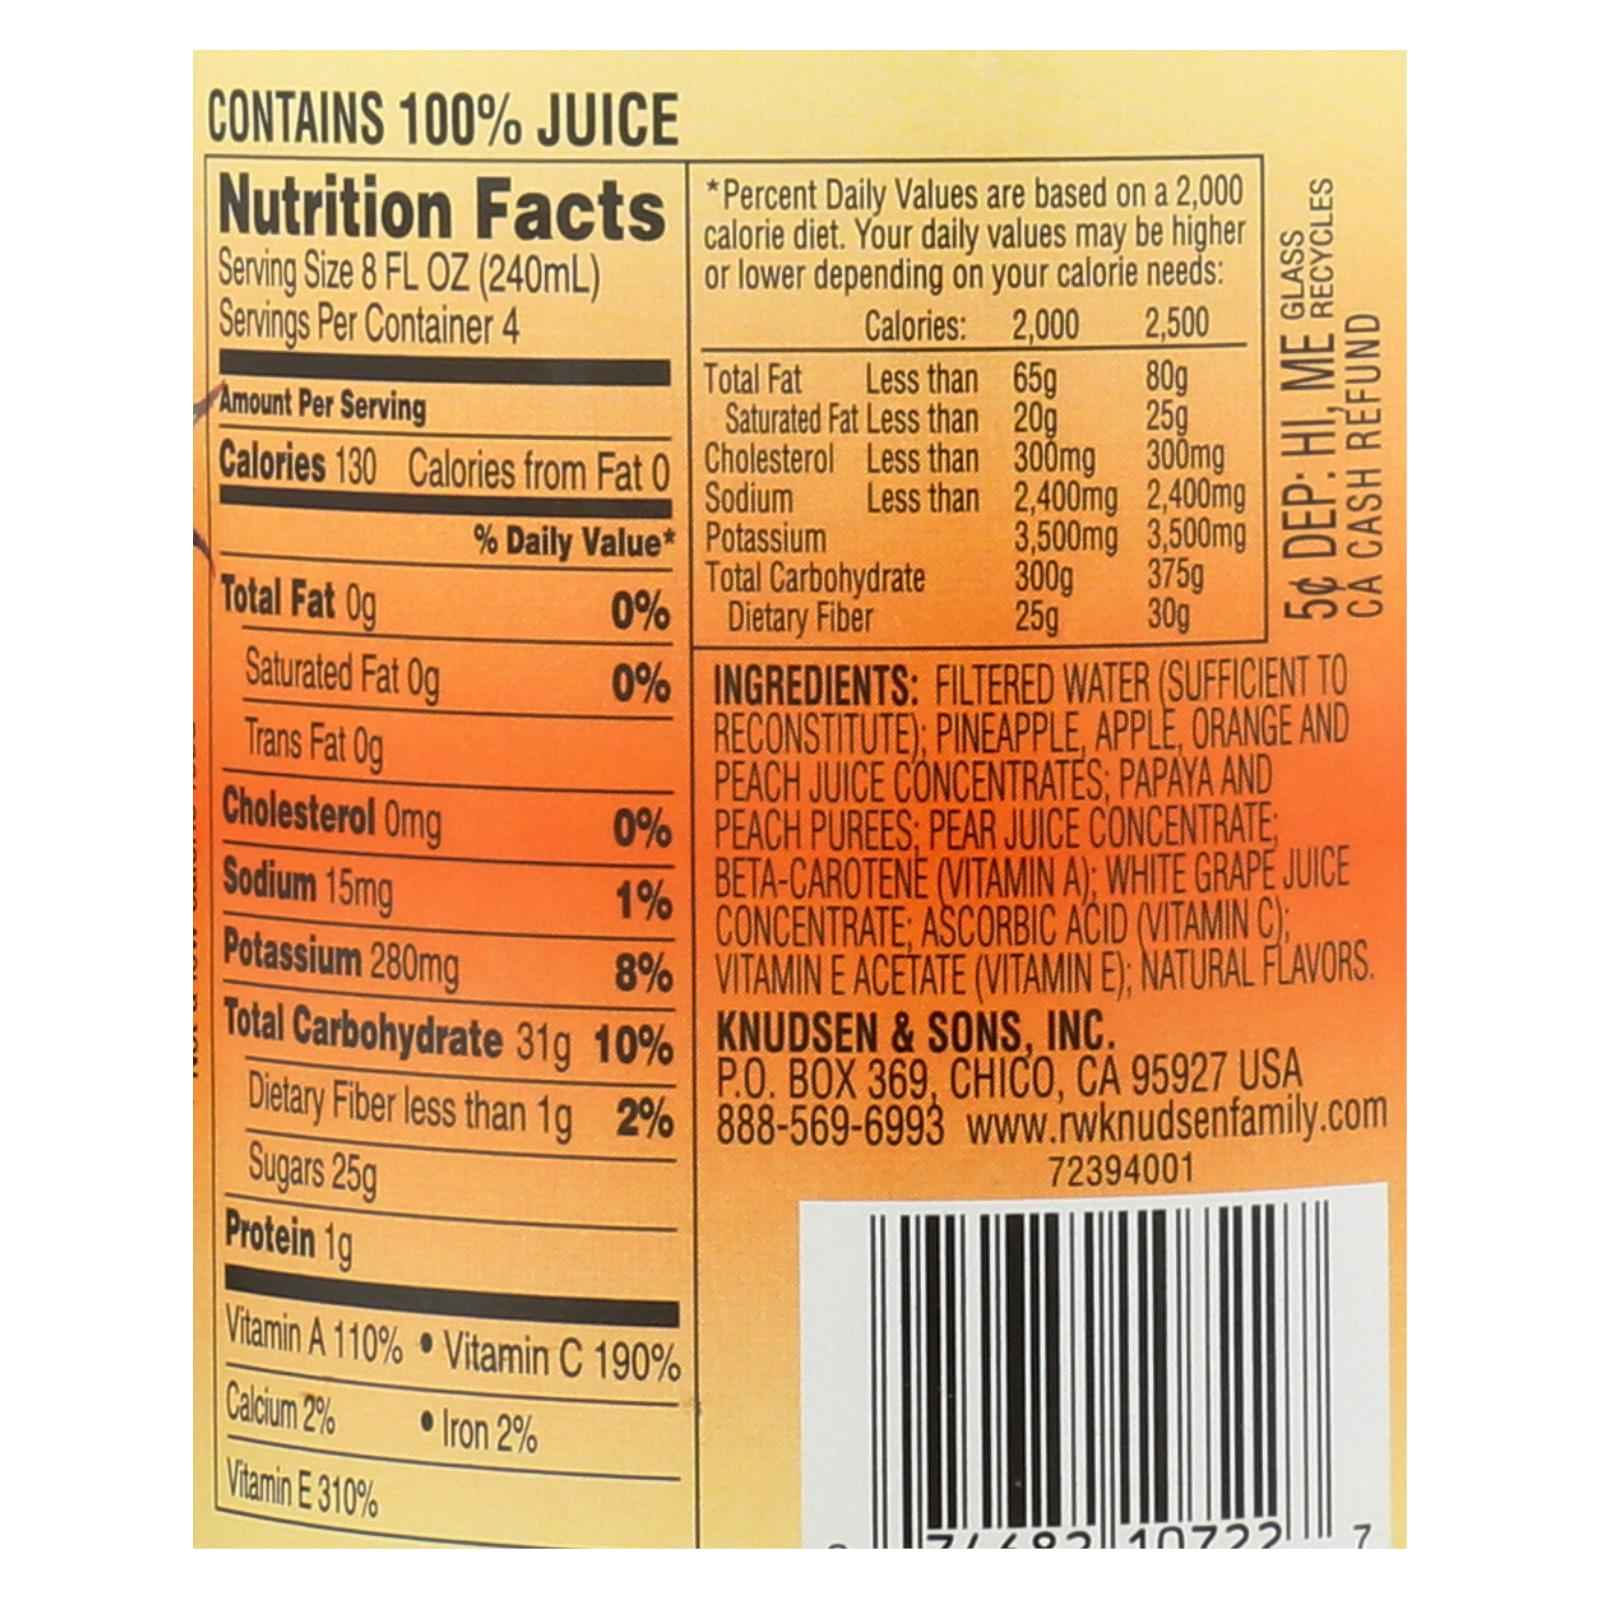 CONTAINS 100% JUICE
Nutrition Facts
Serving Size 8 FL OZ (240mL)
Servings Per Container 4
Amount Per Serving
Calories 130 Calories from Fat 0
% Daily Value*
Total Fat 0g 0%
Saturated Fat 0g 0%
Trans Fat 0g
Cholesterol 0mg 0%
Sodium 15mg 1%
Potassium 280mg 8%
Total Carbohydrate 31g 10%
Dietary Fiber less than 1g 2%
Sugars 25g
Protein 1g
Vitamin A 110% • Vitamin C 190%
Calcium 2% • Iron 2%
Vitamin E 310%
*Percent Daily Values are based on a 2,000
calorie diet. Your daily values may be higher
or lower depending on your calorie needs:
Calories: 2,000 2,500
Total Fat Less than 65g 80g
Saturated Fat Less than 20g 25g
Cholesterol Less than 300mg 300mg
Sodium Less than 2,400mg 2,400mg
Potassium 3,500mg 3,500mg
Total Carbohydrate 300g 375g
Dietary Fiber 25g 30g
5¢ DEP: HI, ME GLASS RECYCLES
CA CASH REFUND
INGREDIENTS: FILTERED WATER (SUFFICIENT TO
RECONSTITUTE); PINEAPPLE, APPLE, ORANGE AND
PEACH JUICE CONCENTRATES; PAPAYA AND
PEACH PUREES; PEAR JUICE CONCENTRATE;
BETA-CAROTENE (VITAMIN A); WHITE GRAPE JUICE
CONCENTRATE; ASCORBIC ACID (VITAMIN C);
VITAMIN E ACETATE (VITAMIN E); NATURAL FLAVORS.
KNUDSEN & SONS, INC.
P.O. BOX 369, CHICO, CA 95927 USA
888-569-6993 www.rwknudsenfamily.com
72394001
74682 10722 7